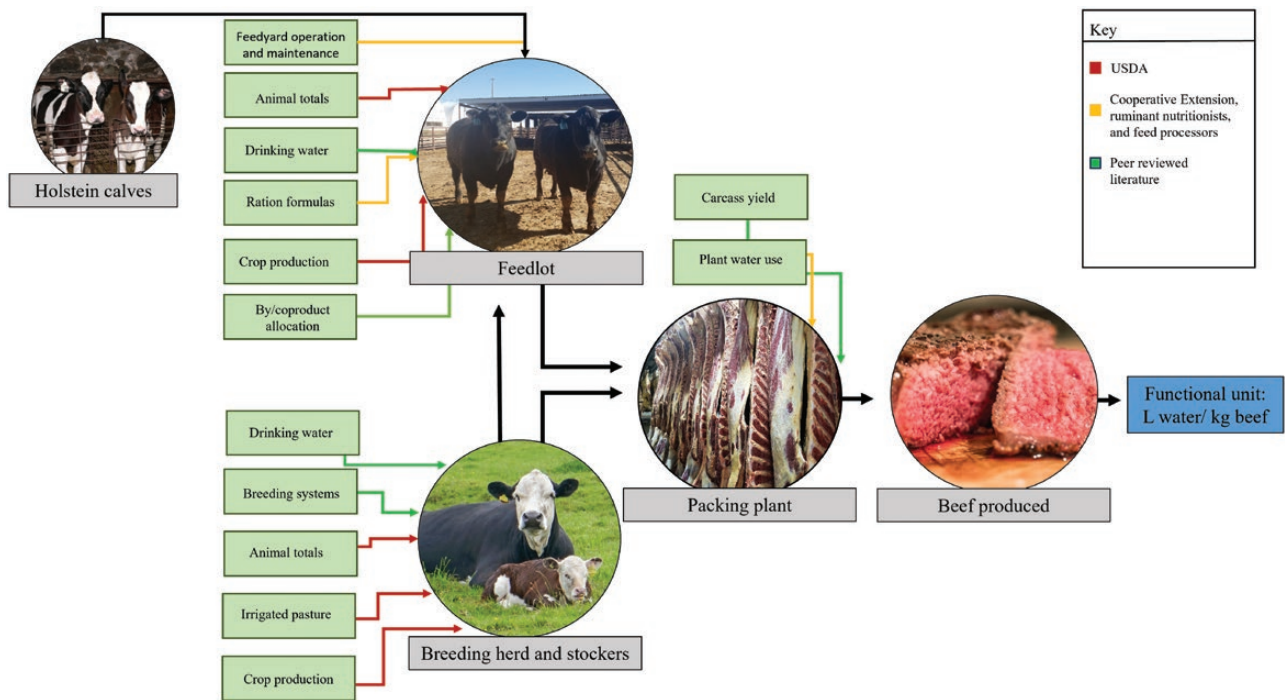 Feedyard operation
and maintenance
Animal totals
Drinking water
Ration formulas
Crop production
By/coproduct
allocation
Holstein calves
Feedlot
Carcass yield
Plant water use
Key
USDA
Cooperative Extension,
ruminant nutritionists,
and feed processors
Peer reviewed
literature
Drinking water
Breeding systems
Animal totals
Irrigated pasture
Crop production
Breeding herd and stockers
Packing plant
Beef produced
Functional unit:
L water/ kg beef